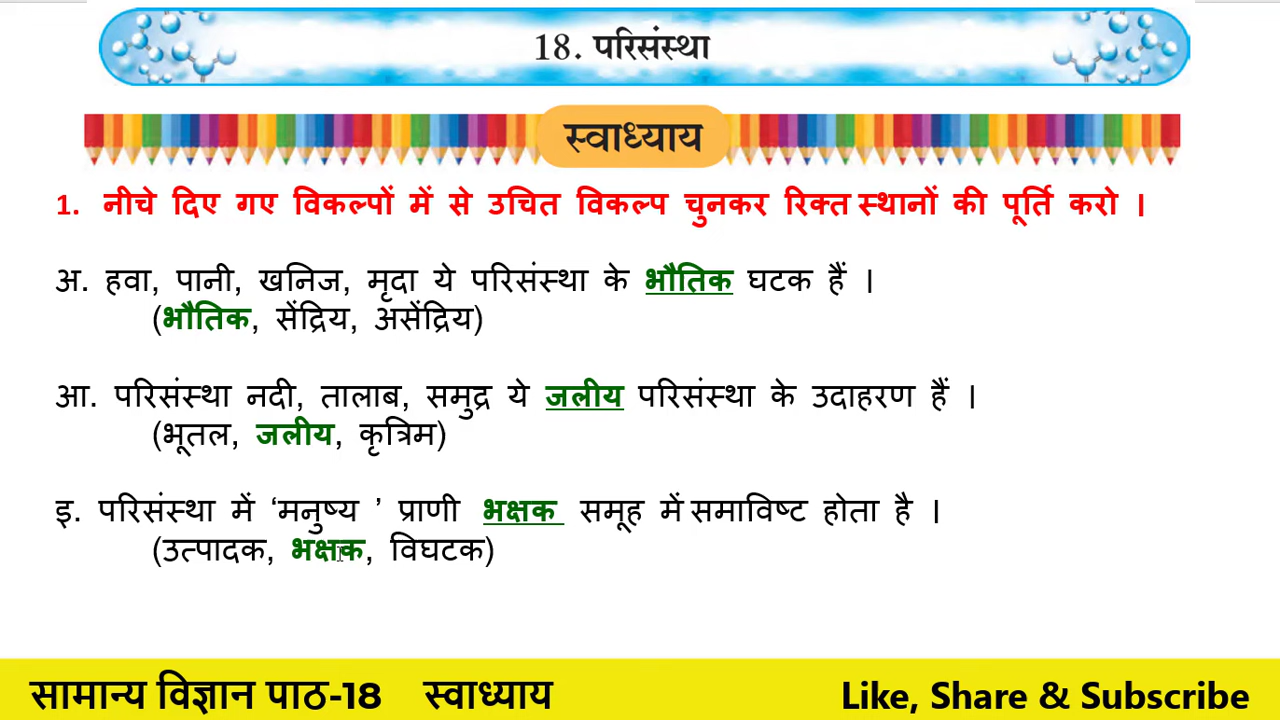 18. परिसंस्था
स्वाध्याय
1. नीचे दिए गए विकल्पों में से उचित विकल्प चुनकर रिक्त स्थानों की पूर्ति करो ।
अ. हवा, पानी, खनिज, मृदा ये परिसंस्था के भौतिक घटक हैं ।
(भौतिक, सेंद्रिय, असेंद्रिय)
आ. परिसंस्था नदी, तालाब, समुद्र ये जलीय परिसंस्था के उदाहरण हैं ।
(भूतल, जलीय, कृत्रिम)
इ. परिसंस्था में ‘मनुष्य ’ प्राणी भक्षक समूह में समाविष्ट होता है ।
(उत्पादक, भक्षक, विघटक)
सामान्य विज्ञान पाठ-18 स्वाध्याय Like, Share & Subscribe